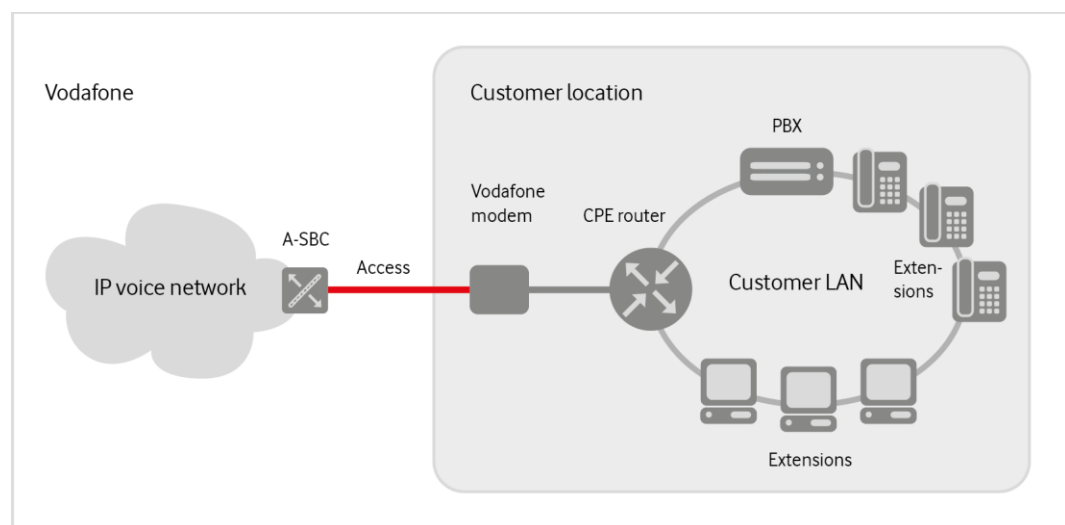 Vodafone
Customer location
PBX
Vodafone
modem
CPE router
A-SBC
Access
IP voice network
Customer LAN
Exten-
sions
Extensions